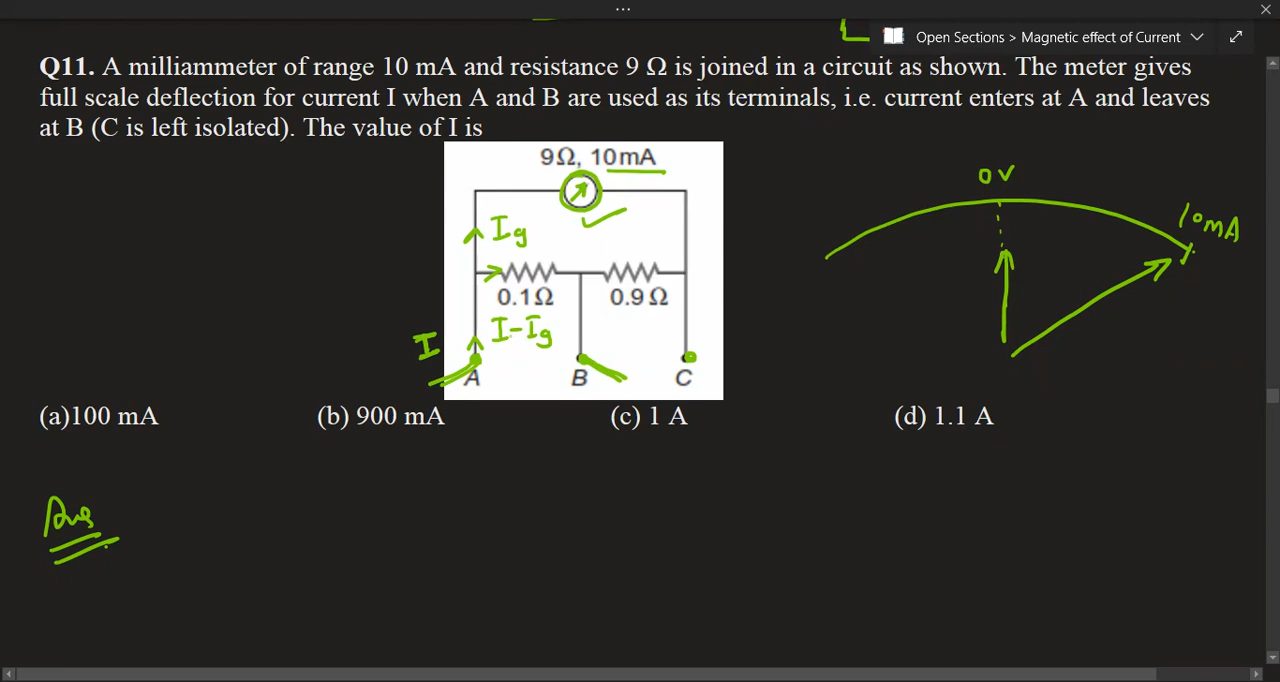 Open Sections > Magnetic effect of Current
Q11. A milliammeter of range 10 mA and resistance 9 Ω is joined in a circuit as shown. The meter gives
full scale deflection for current I when A and B are used as its terminals, i.e. current enters at A and leaves
at B (C is left isolated). The value of I is
9Ω, 10mA
0V
10mA
Ig
0.1Ω 0.9Ω
I I-Ig
A B C
(a)100 mA (b) 900 mA (c) 1 A (d) 1.1 A
Ans